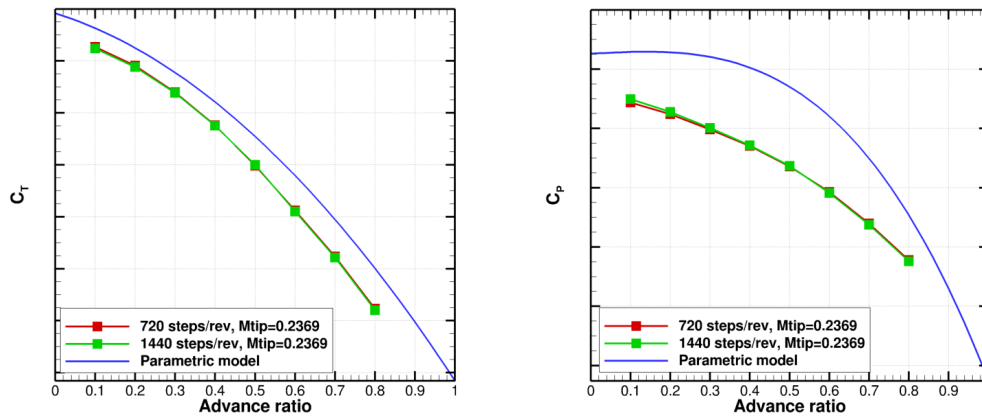 C_T
720 steps/rev, Mtip=0.2369
1440 steps/rev, Mtip=0.2369
Parametric model
0 0.1 0.2 0.3 0.4 0.5 0.6 0.7 0.8 0.9 1
Advance ratio
C_P
720 steps/rev, Mtip=0.2369
1440 steps/rev, Mtip=0.2369
Parametric model
0 0.1 0.2 0.3 0.4 0.5 0.6 0.7 0.8 0.9
Advance ratio